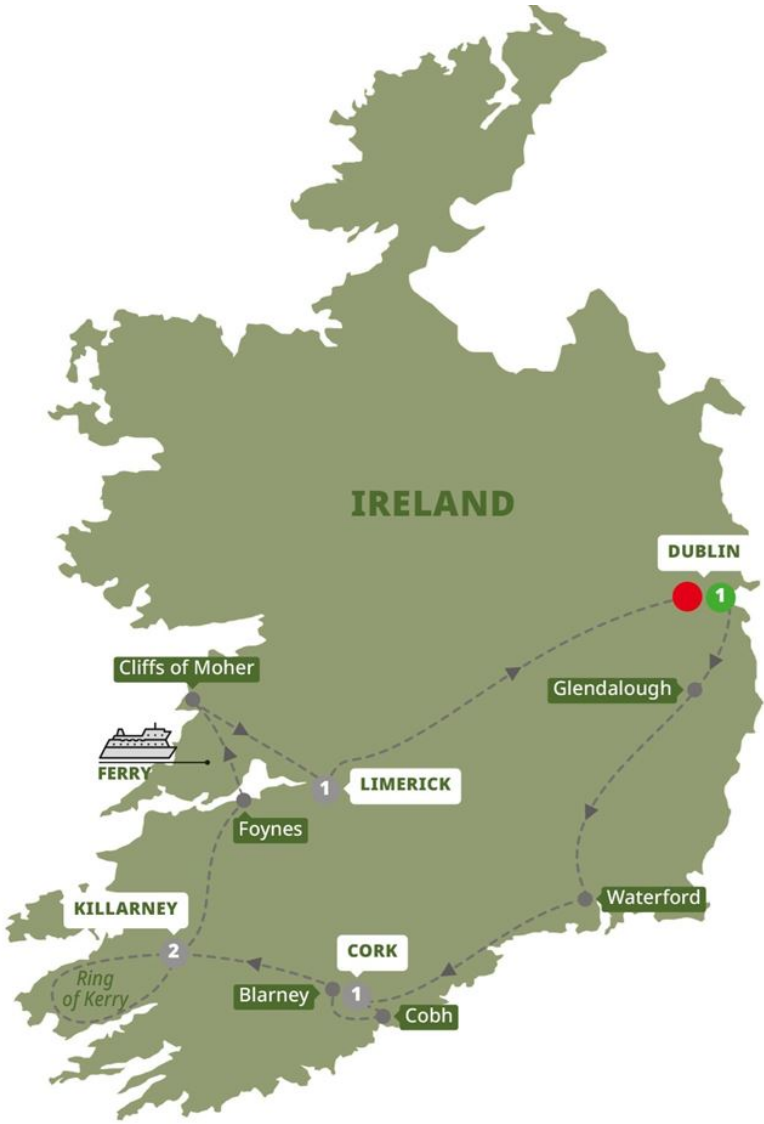 IRELAND
DUBLIN
1
Cliffs of Moher
Glendalough
FERRY
1
LIMERICK
Foynes
Waterford
KILLARNEY
2
CORK
Ring
of Kerry
Blarney
1
Cobh